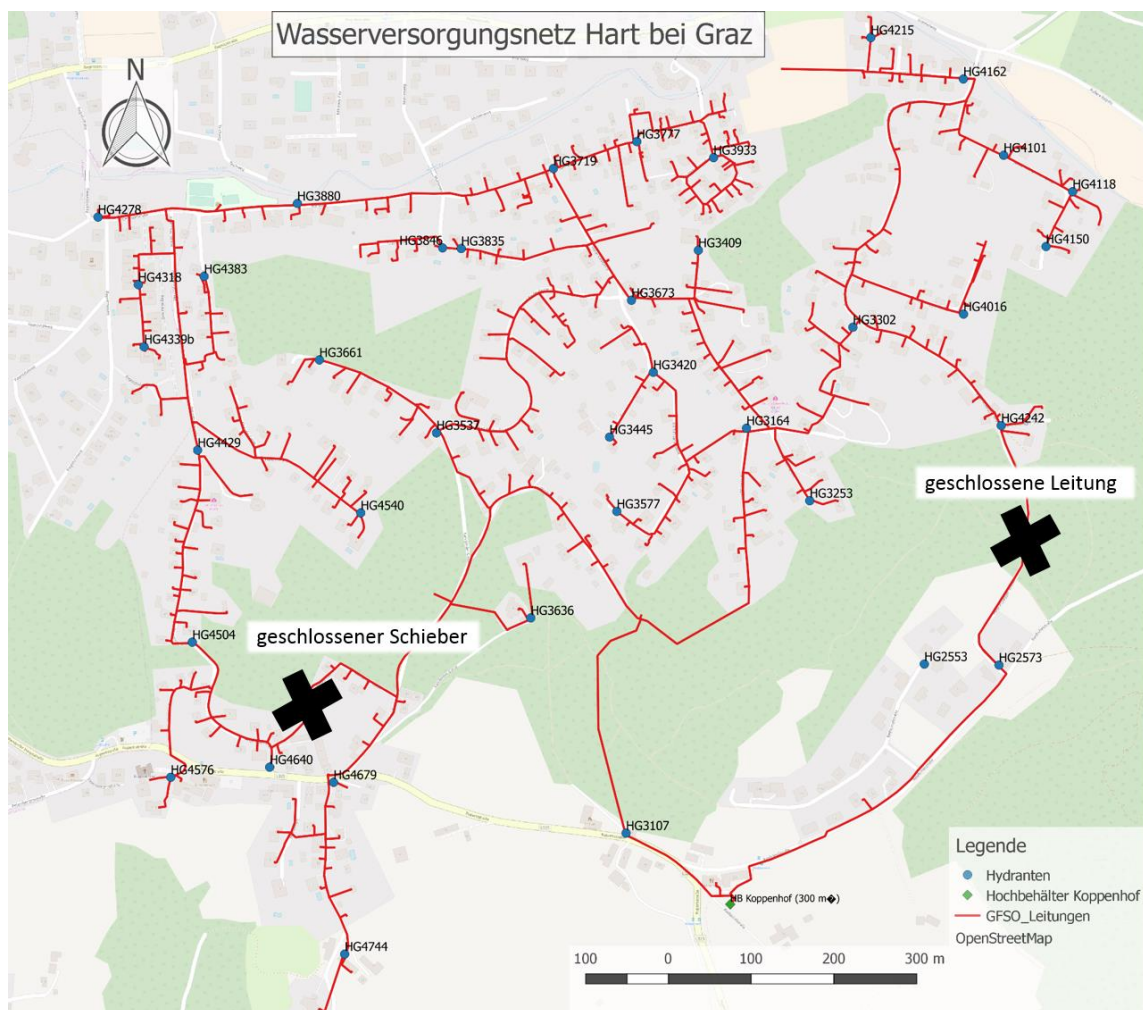 Wasserversorgungsnetz Hart bei Graz
N
HG4215
HG4162
HG3777
HG3933
HG3719
HG4101
HG4118
HG3880
HG4278
HG3846
HG3835
HG3409
HG4150
HG4318
HG4383
HG3673
HG4016
HG3302
HG4339b
HG3661
HG3420
HG3537
HG3445
HG3164
HG4242
HG4429
geschlossene Leitung
HG4540
HG3577
HG3253
HG3636
geschlossener Schieber
HG4504
HG2553
HG2573
HG4640
HG4576
HG4679
HG3107
Legende
Hydranten
Hochbehälter Koppenhof
GFSO_Leitungen
OpenStreetMap
HB Koppenhof (300 m�)
HG4744
100 0 100 200 300 m